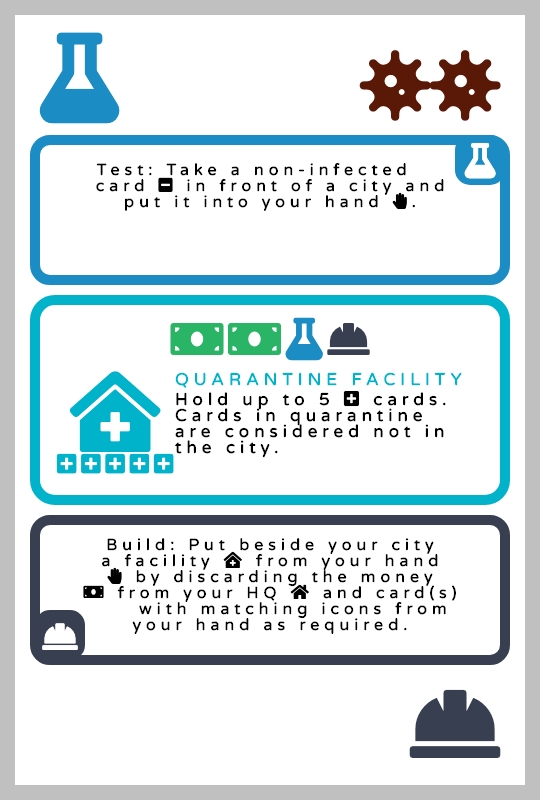 Test: Take a non-infected
card in front of a city and
put it into your hand .
QUARANTINE FACILITY
Hold up to 5 cards.
Cards in quarantine
are considered not in
the city.
Build: Put beside your city
a facility from your hand
by discarding the money
from your HQ and card(s)
with matching icons from
your hand as required.